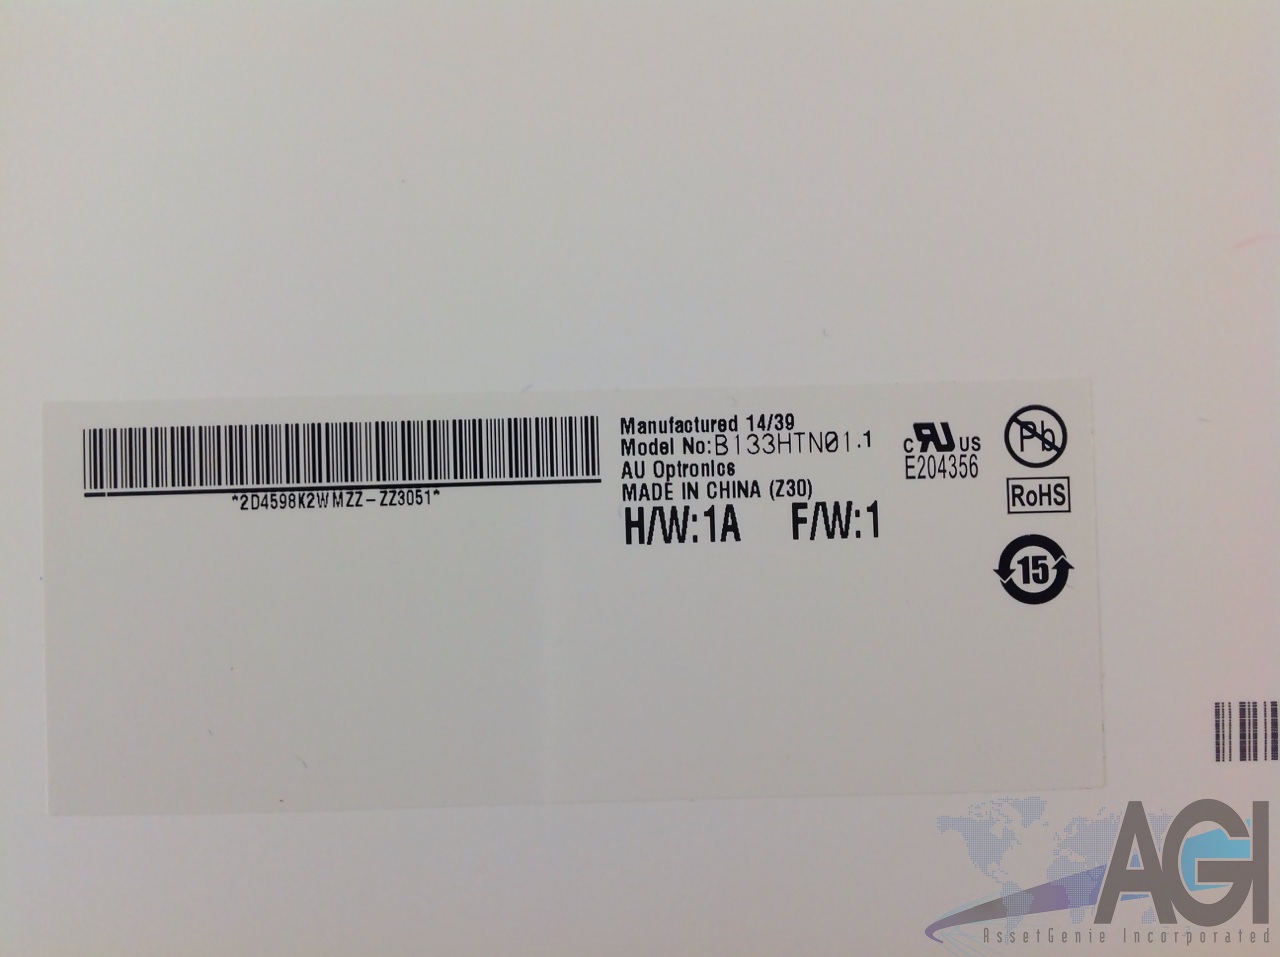 *2D4598K2WMZZ-ZZ3051*
Manufactured 14/39
Model No:B133HTN01.1
AU Optronics
MADE IN CHINA (Z30)
H/W:1A F/W:1
c RU US
E204356
Pb
RoHS
15
AGI
AssetGenie Incorporated